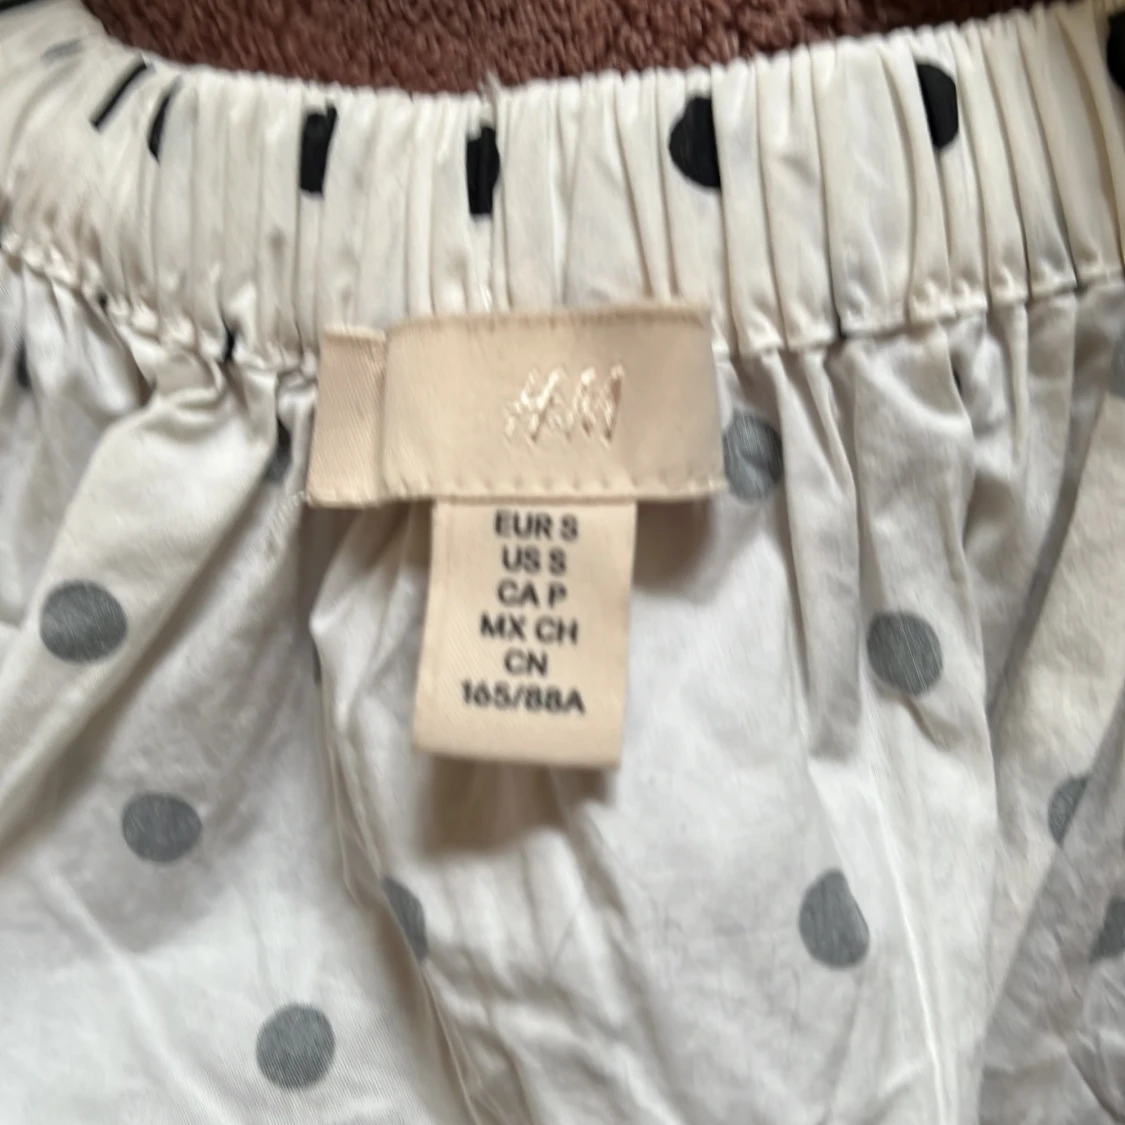 H&M
EUR S
US S
CA P
MX CH
CN
165/88A